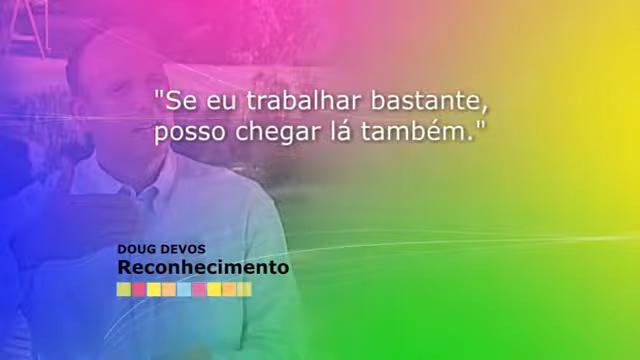 "Se eu trabalhar bastante,
posso chegar lá também."
DOUG DEVOS
Reconhecimento